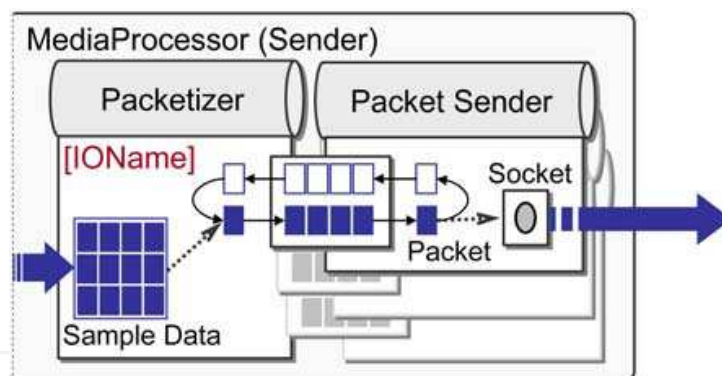 MediaProcessor (Sender)
Packetizer
Packet Sender
[IOName]
Socket
Packet
Sample Data